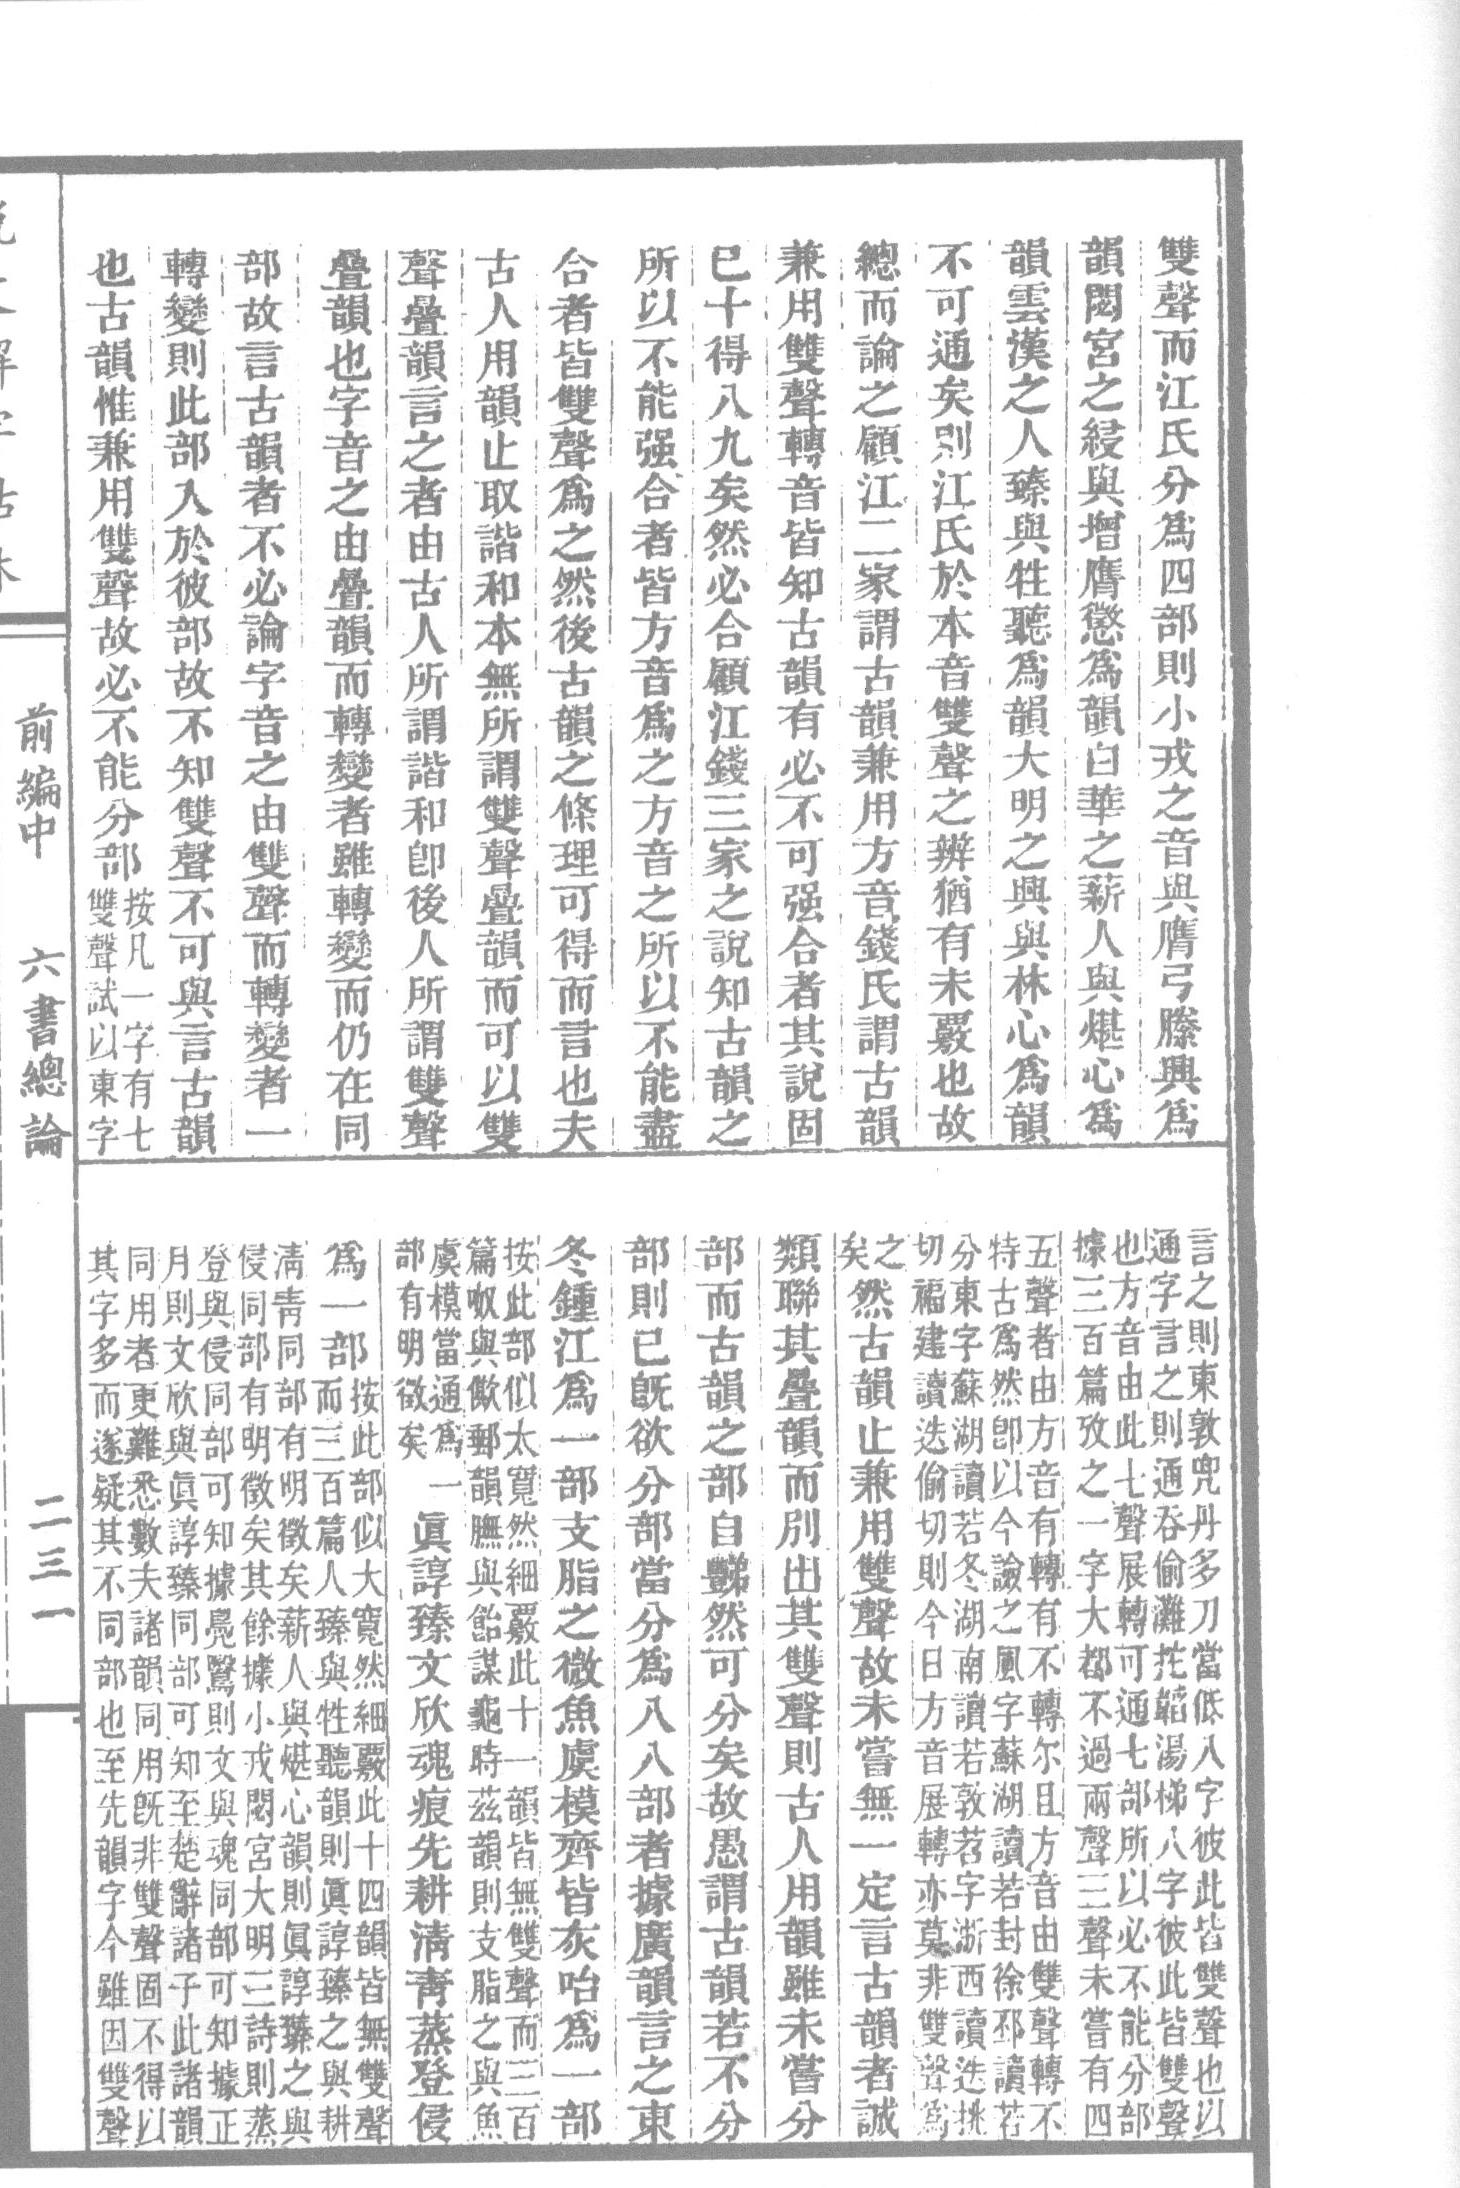 雙聲而江氏分爲四部則小戎之音與膺弓縢興爲
韻閟宮之綅與增膺懲爲韻白華之薪人與煁心爲
韻雲漢之人臻與牲聽爲韻大明之興與林心爲韻
不可通矣則江氏於本音雙聲之辨猶有未覈也故
總而論之顧江二家謂古韻兼用方音錢氏謂古韻
兼用雙聲轉音皆知古韻有必不可强合者其說固
已十得八九矣然必合顧江錢三家之說知古韻之
所以不能强合者皆方音爲之方音之所以不能盡
合者皆雙聲爲之然後古韻之條理可得而言也夫
古人用韻止取諧和本無所謂雙聲疊韻而可以雙
聲疊韻言之者由古人所謂諧和卽後人所謂雙聲
疊韻也字音之由疊韻而轉變者雖轉變而仍在同
部故言古韻者不必論字音之由雙聲而轉變者一
轉變則此部入於彼部故不知雙聲不可與言古韻
也古韻惟兼用雙聲故必不能分部
按凡一字有七
雙聲試以東字
言之則東敦兜丹多刀當低八字彼此皆雙聲也以
通字言之則通吞偷灘拕韜湯梯八字彼此皆雙聲
也方音由此七聲展轉可通七部所以必不能分部
據三百篇攷之一字大都不過兩聲三聲未嘗有四
五聲者由方音有轉有不轉尔且方音由雙聲轉不
特古爲然卽以今論之風字蘇湖讀若封徐邳讀若
分東字蘇湖讀若冬湖南讀若敦苕字浙西讀迭挑
切福建讀迭偷切則今日方音展轉亦莫非雙聲爲
之
矣
然古韻止兼用雙聲故未嘗無一定言古韻者誠
類聯其疊韻而別出其雙聲則古人用韻雖未嘗分
部而古韻之部自豑然可分矣故愚謂古韻若不分
部則已旣欲分部當分爲八八部者據廣韻言之東
冬鍾江爲一部支脂之微魚虞模齊皆灰咍爲一部
按此部似太寬然細覈此十一韻皆無雙聲而三百
篇呶與僛郵韻膴與飴謀龜時茲韻則支脂之與魚
虞模當通爲
部有明徵矣
一眞諄臻文欣魂痕先耕淸靑蒸登侵
爲一部
按此部似大寬然細覈此十四韻皆無雙聲
而三百篇人臻與牲聽韻則眞諄臻之與耕
淸靑同部有明徵矣薪人與煁心韻則眞諄臻之與
侵同部有明徵矣其餘據小戎閟宮大明三詩則蒸
登與侵同部可知據鳧鷖則文與魂同部可知據正
月則文欣與眞諄臻同部可知至楚辭諸子此諸韻
同用者更難悉數夫諸韻同用旣非雙聲固不得以
其字多而遂疑其不同部也至先韻字今雖因雙聲
前編中
六書總論
二三一